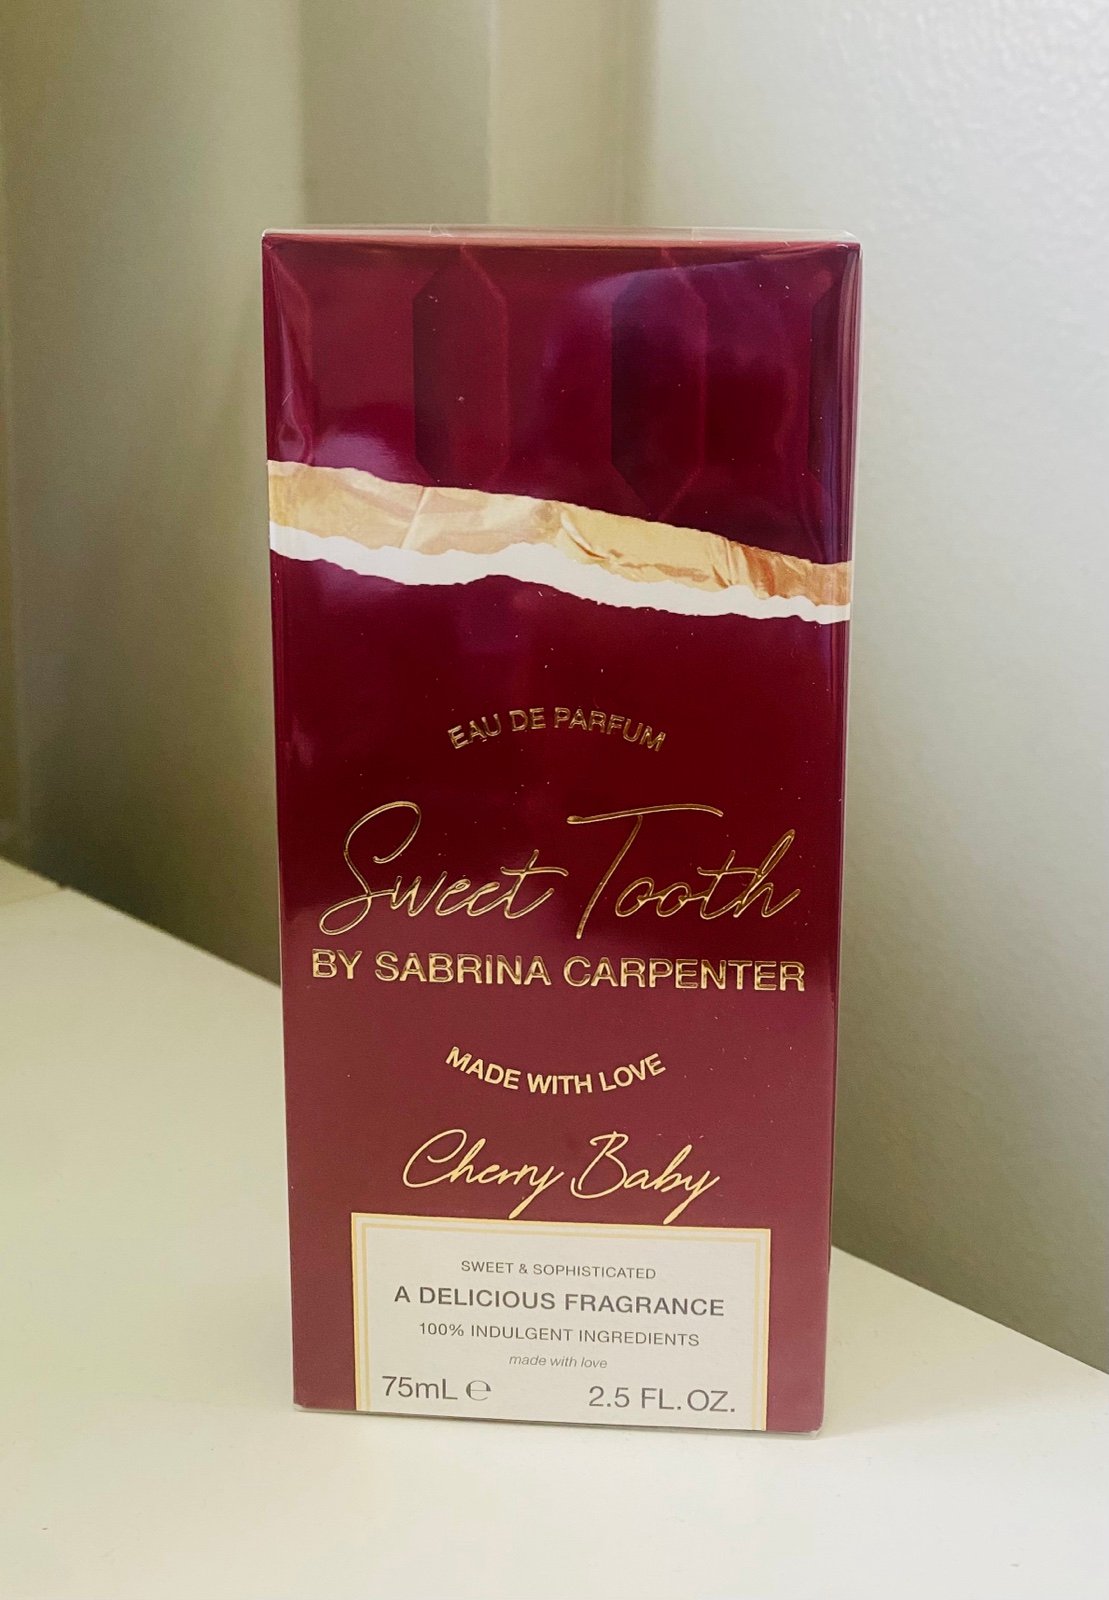 EAU DE PARFUM
Sweet Tooth
BY SABRINA CARPENTER
MADE WITH LOVE
Cherry Baby
SWEET & SOPHISTICATED
A DELICIOUS FRAGRANCE
100% INDULGENT INGREDIENTS
made with love
75mL ℮ 2.5 FL.OZ.